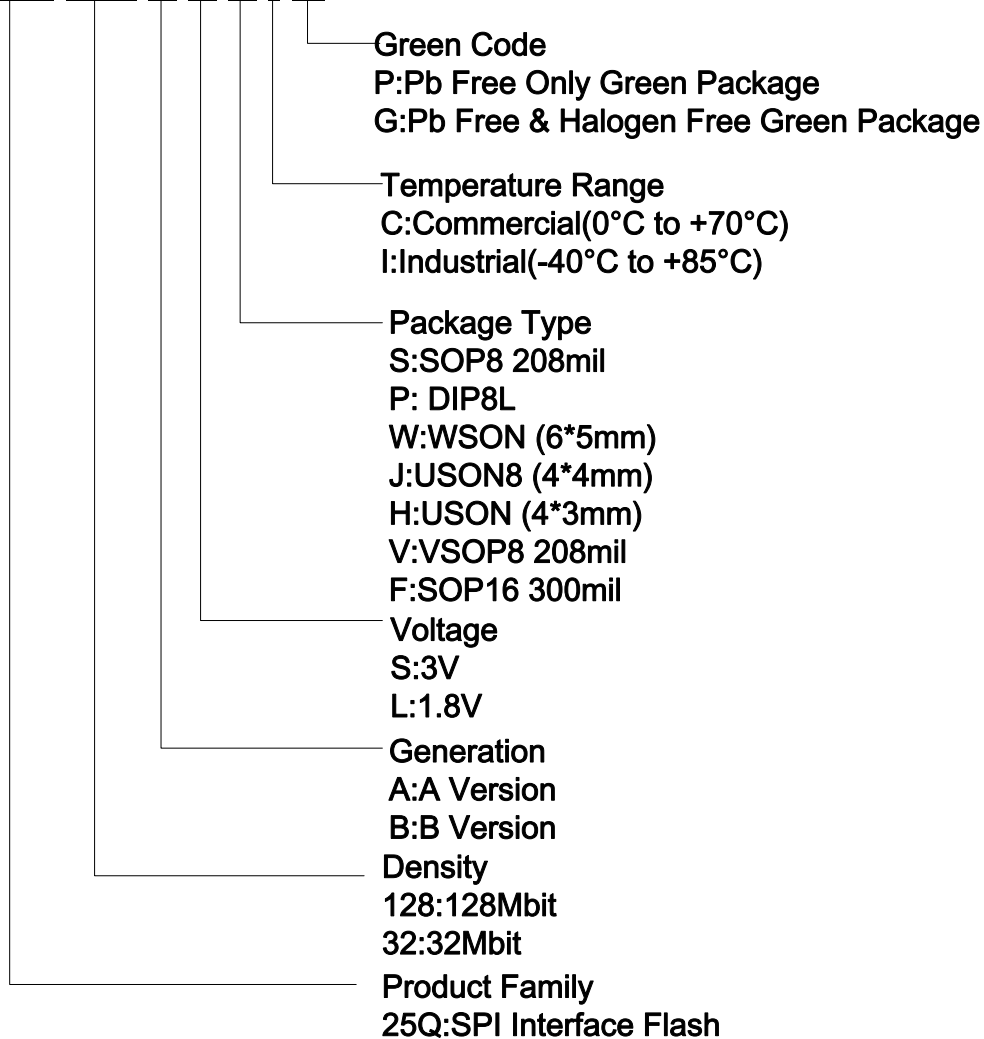 Green Code
P:Pb Free Only Green Package
G:Pb Free & Halogen Free Green Package
Temperature Range
C:Commercial(0°C to +70°C)
I:Industrial(-40°C to +85°C)
Package Type
S:SOP8 208mil
P: DIP8L
W:WSON (6*5mm)
J:USON8 (4*4mm)
H:USON (4*3mm)
V:VSOP8 208mil
F:SOP16 300mil
Voltage
S:3V
L:1.8V
Generation
A:A Version
B:B Version
Density
128:128Mbit
32:32Mbit
Product Family
25Q:SPI Interface Flash